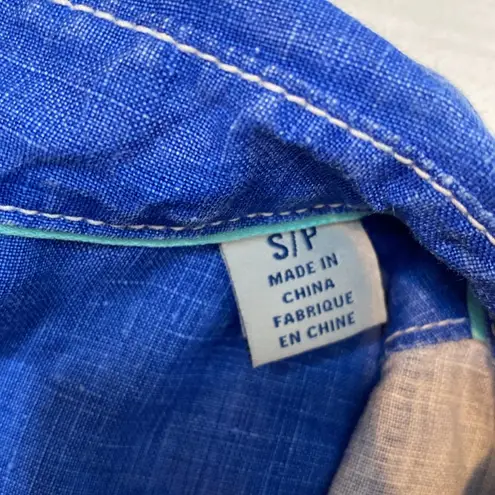 S/P
MADE IN
CHINA
FABRIQUE
EN CHINE